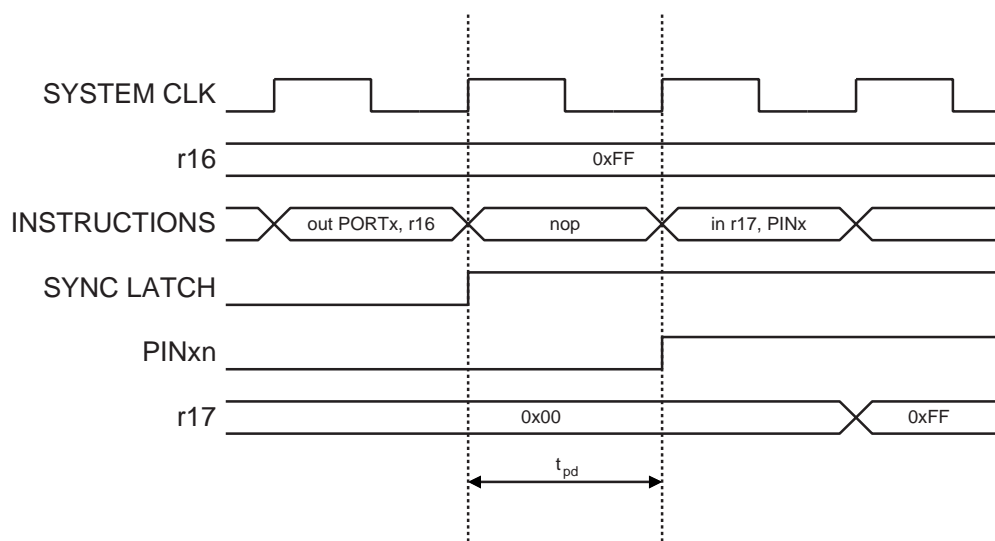 SYSTEM CLK
r16
0xFF
INSTRUCTIONS
out PORTx, r16
nop
in r17, PINx
SYNC LATCH
PINxn
r17
0x00
0xFF
tpd